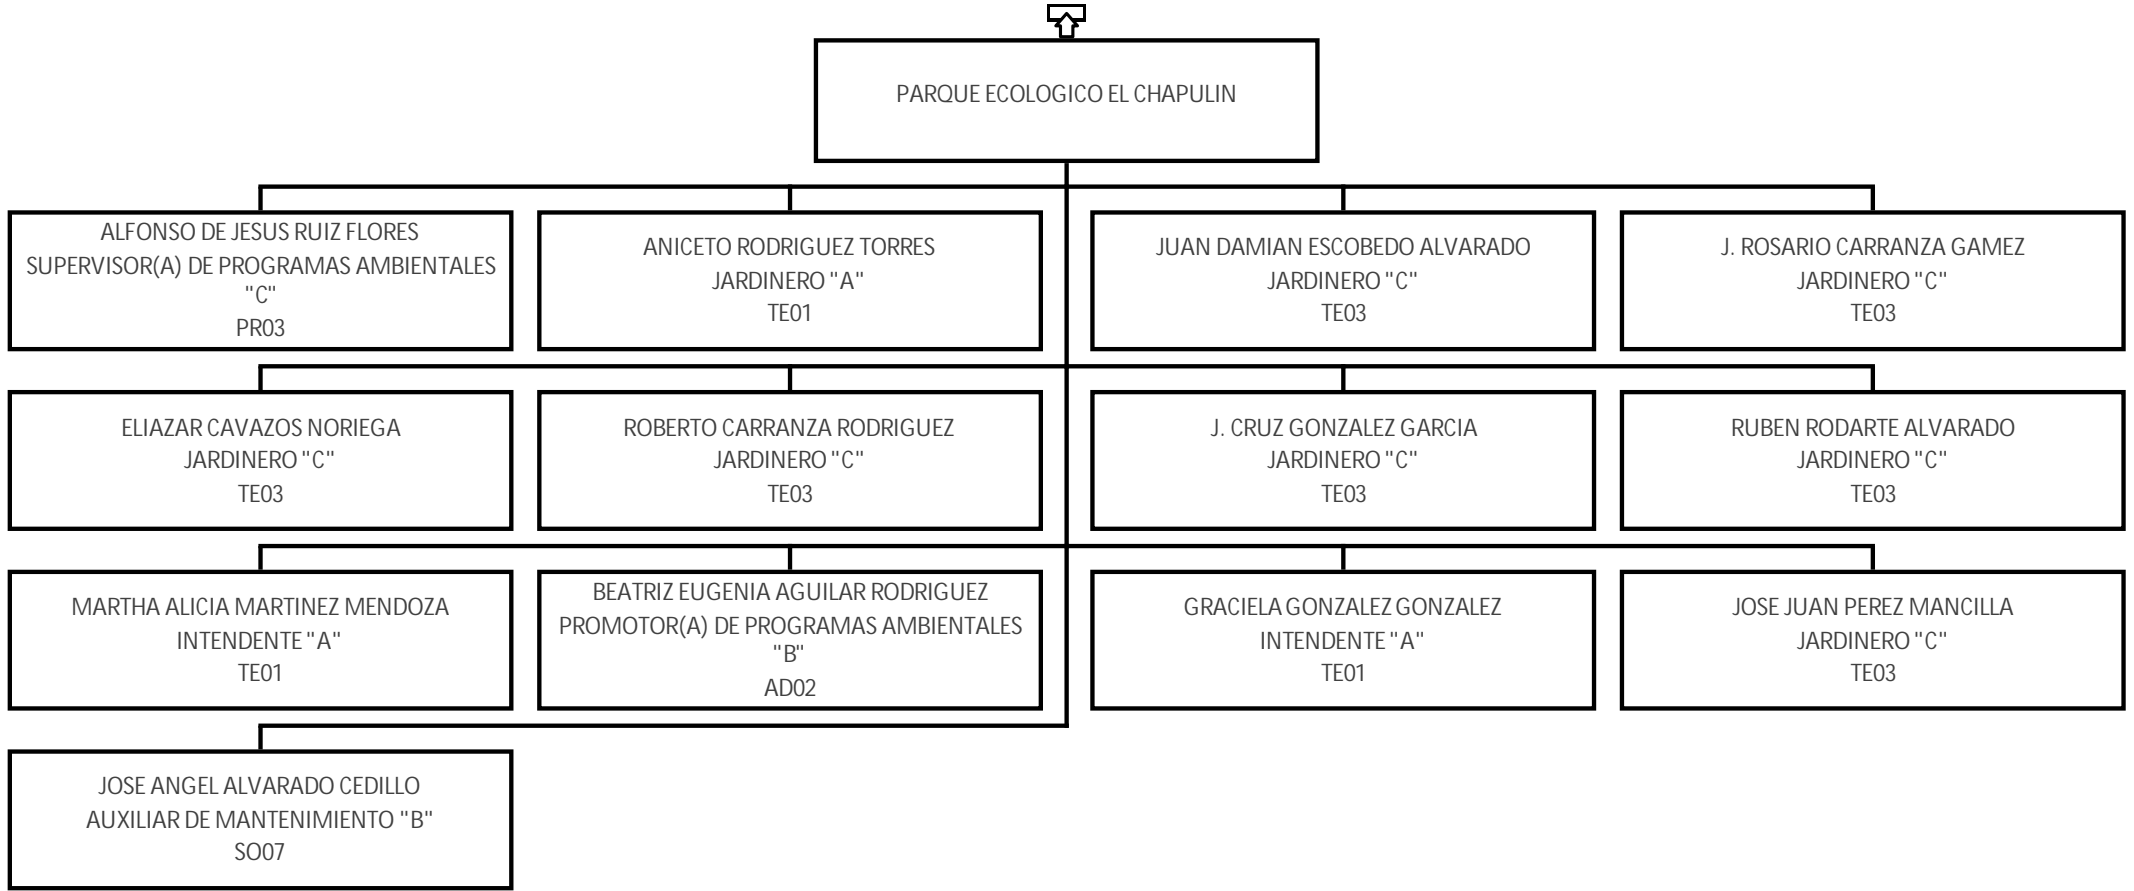 PARQUE ECOLOGICO EL CHAPULIN
ALFONSO DE JESUS RUIZ FLORES
SUPERVISOR(A) DE PROGRAMAS AMBIENTALES
"C"
PR03
ANICETO RODRIGUEZ TORRES
JARDINERO "A"
TE01
JUAN DAMIAN ESCOBEDO ALVARADO
JARDINERO "C"
TE03
J. ROSARIO CARRANZA GAMEZ
JARDINERO "C"
TE03
ELIAZAR CAVAZOS NORIEGA
JARDINERO "C"
TE03
ROBERTO CARRANZA RODRIGUEZ
JARDINERO "C"
TE03
J. CRUZ GONZALEZ GARCIA
JARDINERO "C"
TE03
RUBEN RODARTE ALVARADO
JARDINERO "C"
TE03
MARTHA ALICIA MARTINEZ MENDOZA
INTENDENTE "A"
TE01
BEATRIZ EUGENIA AGUILAR RODRIGUEZ
PROMOTOR(A) DE PROGRAMAS AMBIENTALES
"B"
AD02
GRACIELA GONZALEZ GONZALEZ
INTENDENTE "A"
TE01
JOSE JUAN PEREZ MANCILLA
JARDINERO "C"
TE03
JOSE ANGEL ALVARADO CEDILLO
AUXILIAR DE MANTENIMIENTO "B"
SO07